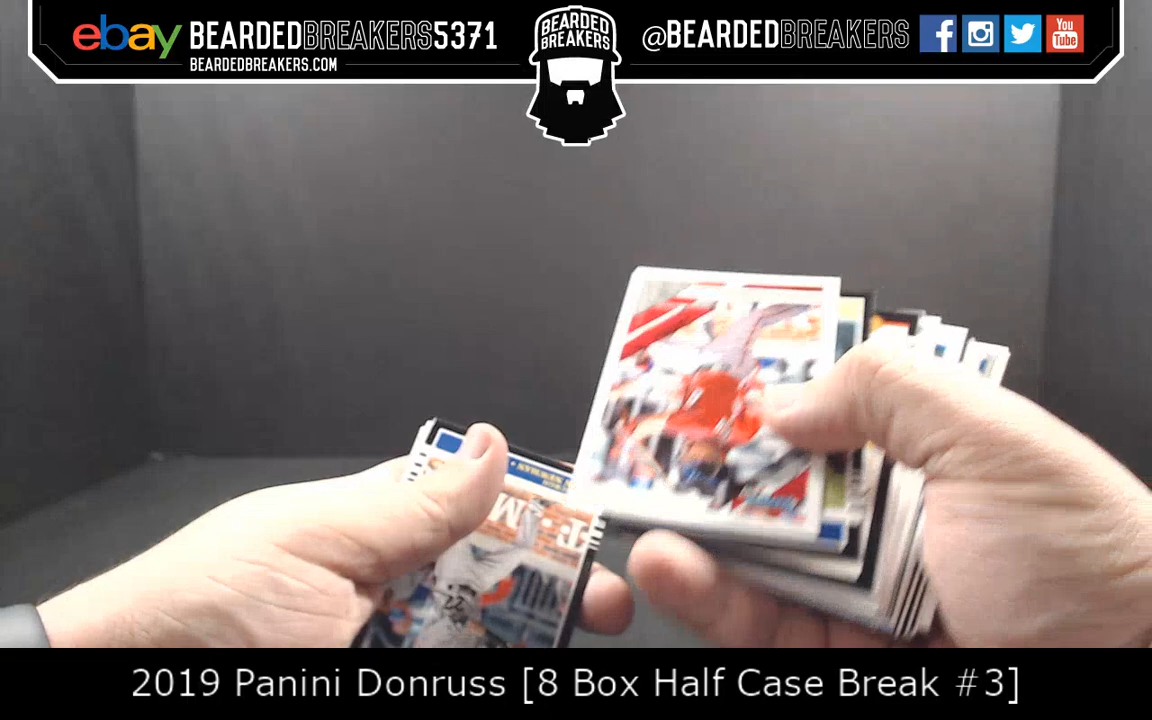 ebay BEARDEDBREAKERS5371
BEARDEDBREAKERS.COM
BEARDED
BREAKERS
@BEARDEDBREAKERS
You
Tube
2019 Panini Donruss [8 Box Half Case Break #3]